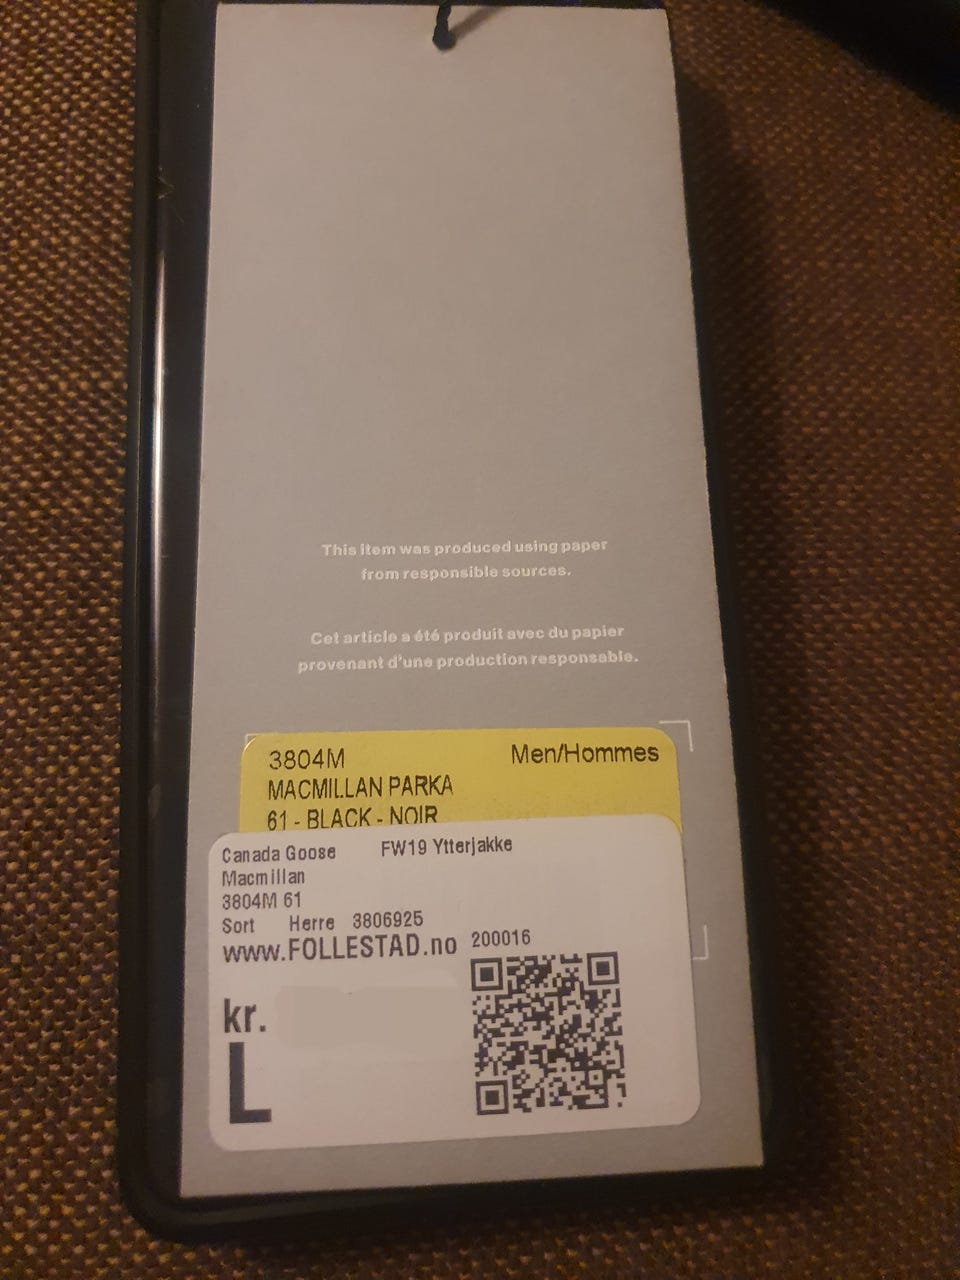 This item was produced using paper
from responsible sources.
Cet article a été produit avec du papier
provenant d'une production responsable.
3804M Men/Hommes
MACMILLAN PARKA
61 - BLACK - NOIR
Canada Goose FW19 Ytterjakke
Macmillan
3804M 61
Sort Herre 3806925
www.FOLLESTAD.no 200016
kr.
L